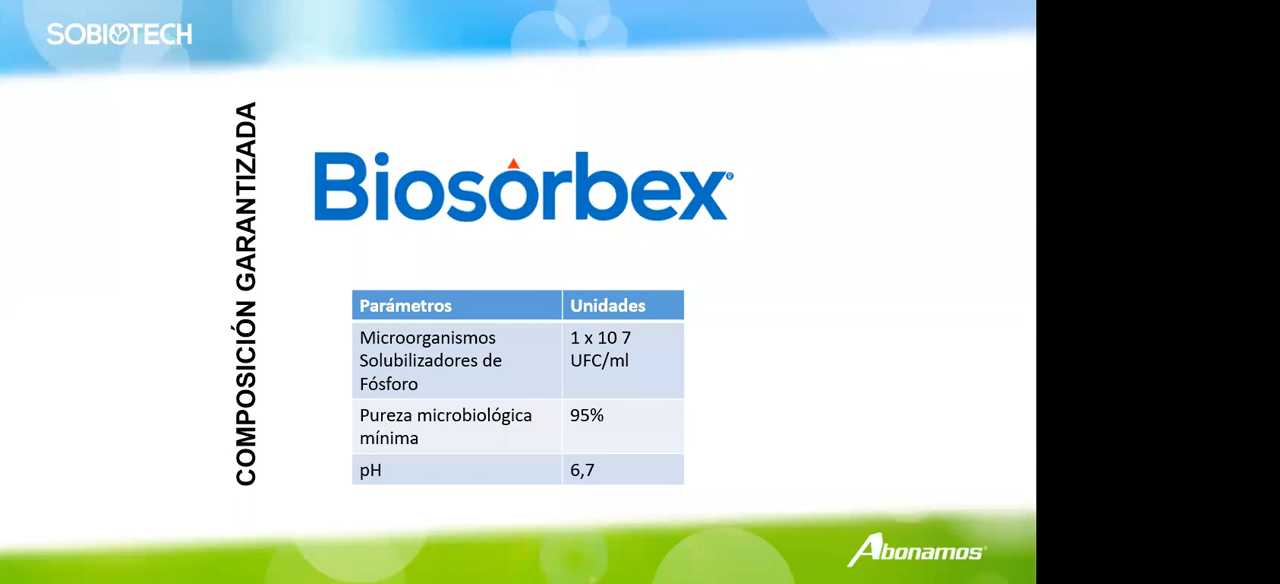 SOBIOTECH
COMPOSICIÓN GARANTIZADA
Biosorbex®
Parámetros Unidades
Microorganismos 1 x 10 7
Solubilizadores de UFC/ml
Fósforo
Pureza microbiológica 95%
mínima
pH 6,7
Abonamos®